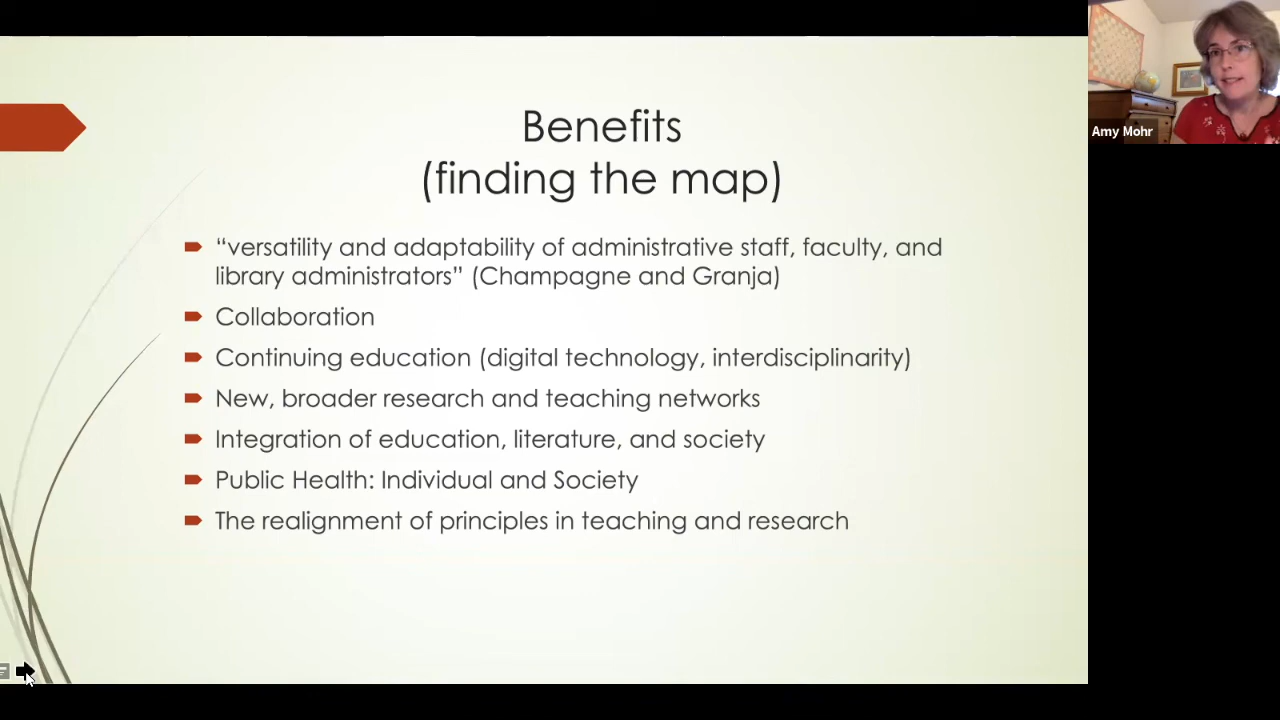 Benefits
(finding the map)
“versatility and adaptability of administrative staff, faculty, and
library administrators” (Champagne and Granja)
Collaboration
Continuing education (digital technology, interdisciplinarity)
New, broader research and teaching networks
Integration of education, literature, and society
Public Health: Individual and Society
The realignment of principles in teaching and research
Amy Mohr